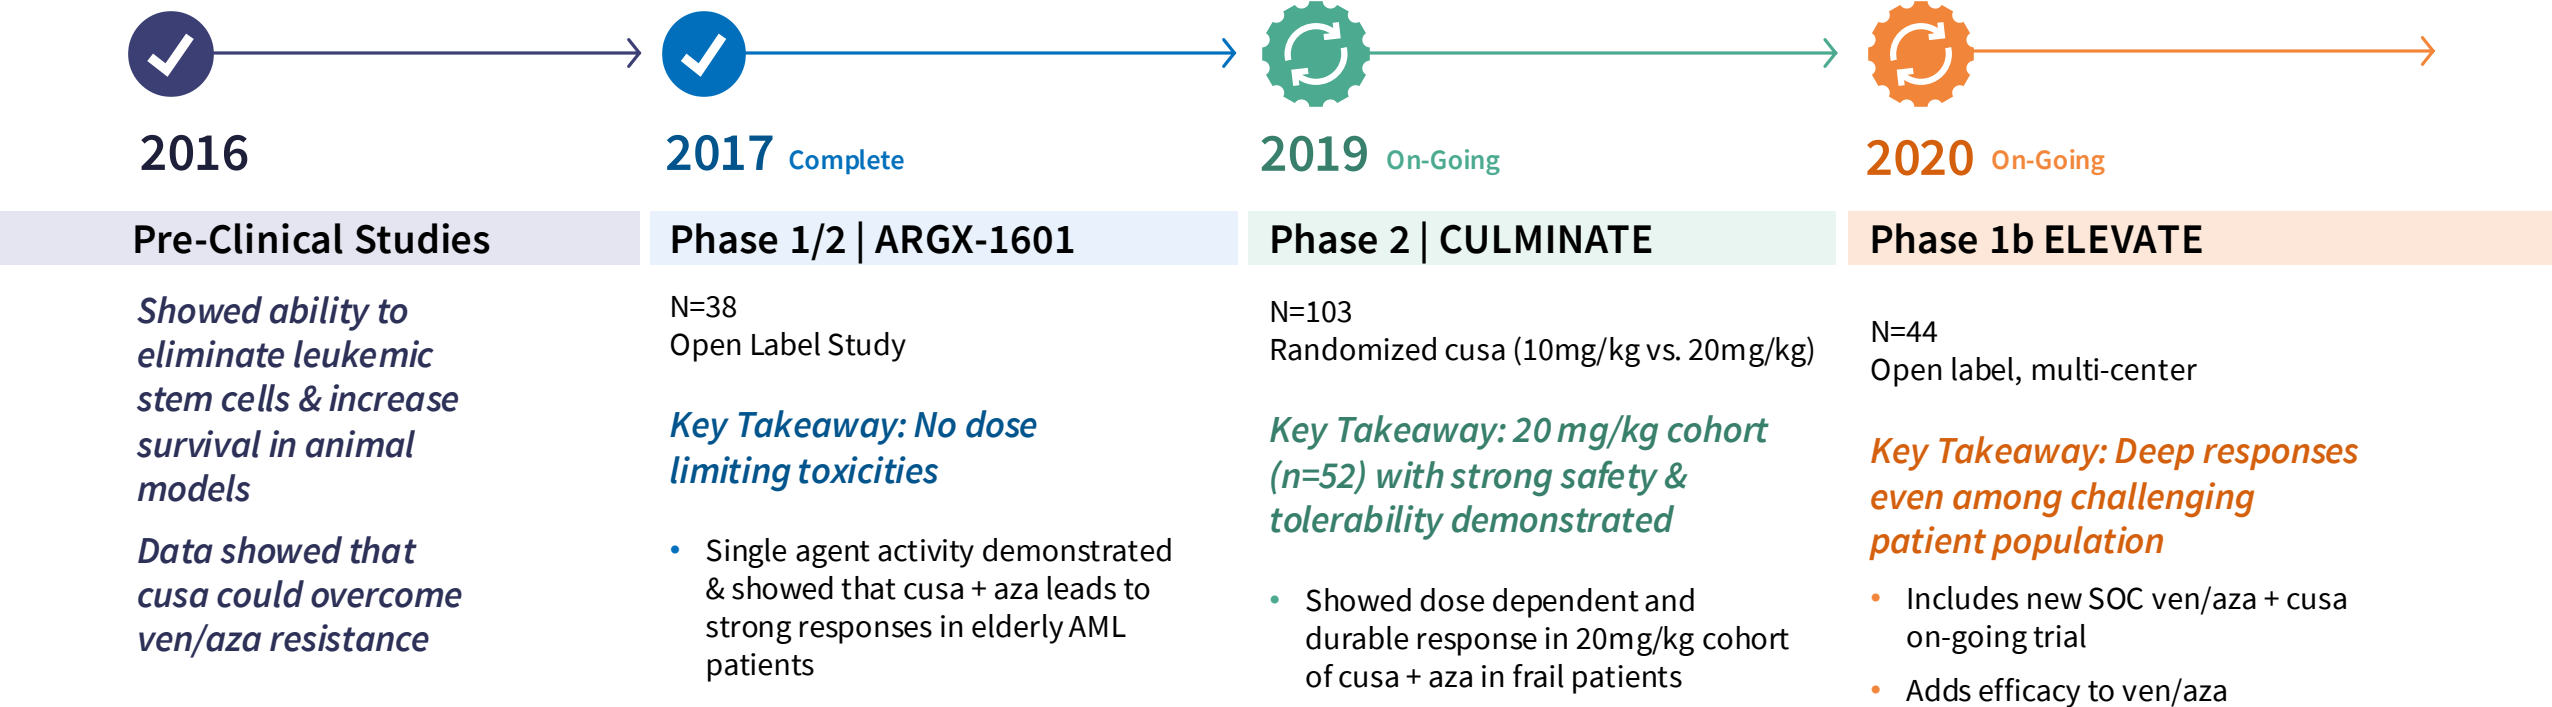 2016
Pre-Clinical Studies
Showed ability to
eliminate leukemic
stem cells & increase
survival in animal
models
Data showed that
cusa could overcome
ven/aza resistance
2017 Complete
Phase 1/2 | ARGX-1601
N=38
Open Label Study
Key Takeaway: No dose
limiting toxicities
• Single agent activity demonstrated
& showed that cusa + aza leads to
strong responses in elderly AML
patients
2019 On-Going
Phase 2 | CULMINATE
N=103
Randomized cusa (10mg/kg vs. 20mg/kg)
Key Takeaway: 20 mg/kg cohort
(n=52) with strong safety &
tolerability demonstrated
• Showed dose dependent and
durable response in 20mg/kg cohort
of cusa + aza in frail patients
2020 On-Going
Phase 1b ELEVATE
N=44
Open label, multi-center
Key Takeaway: Deep responses
even among challenging
patient population
• Includes new SOC ven/aza + cusa
on-going trial
• Adds efficacy to ven/aza